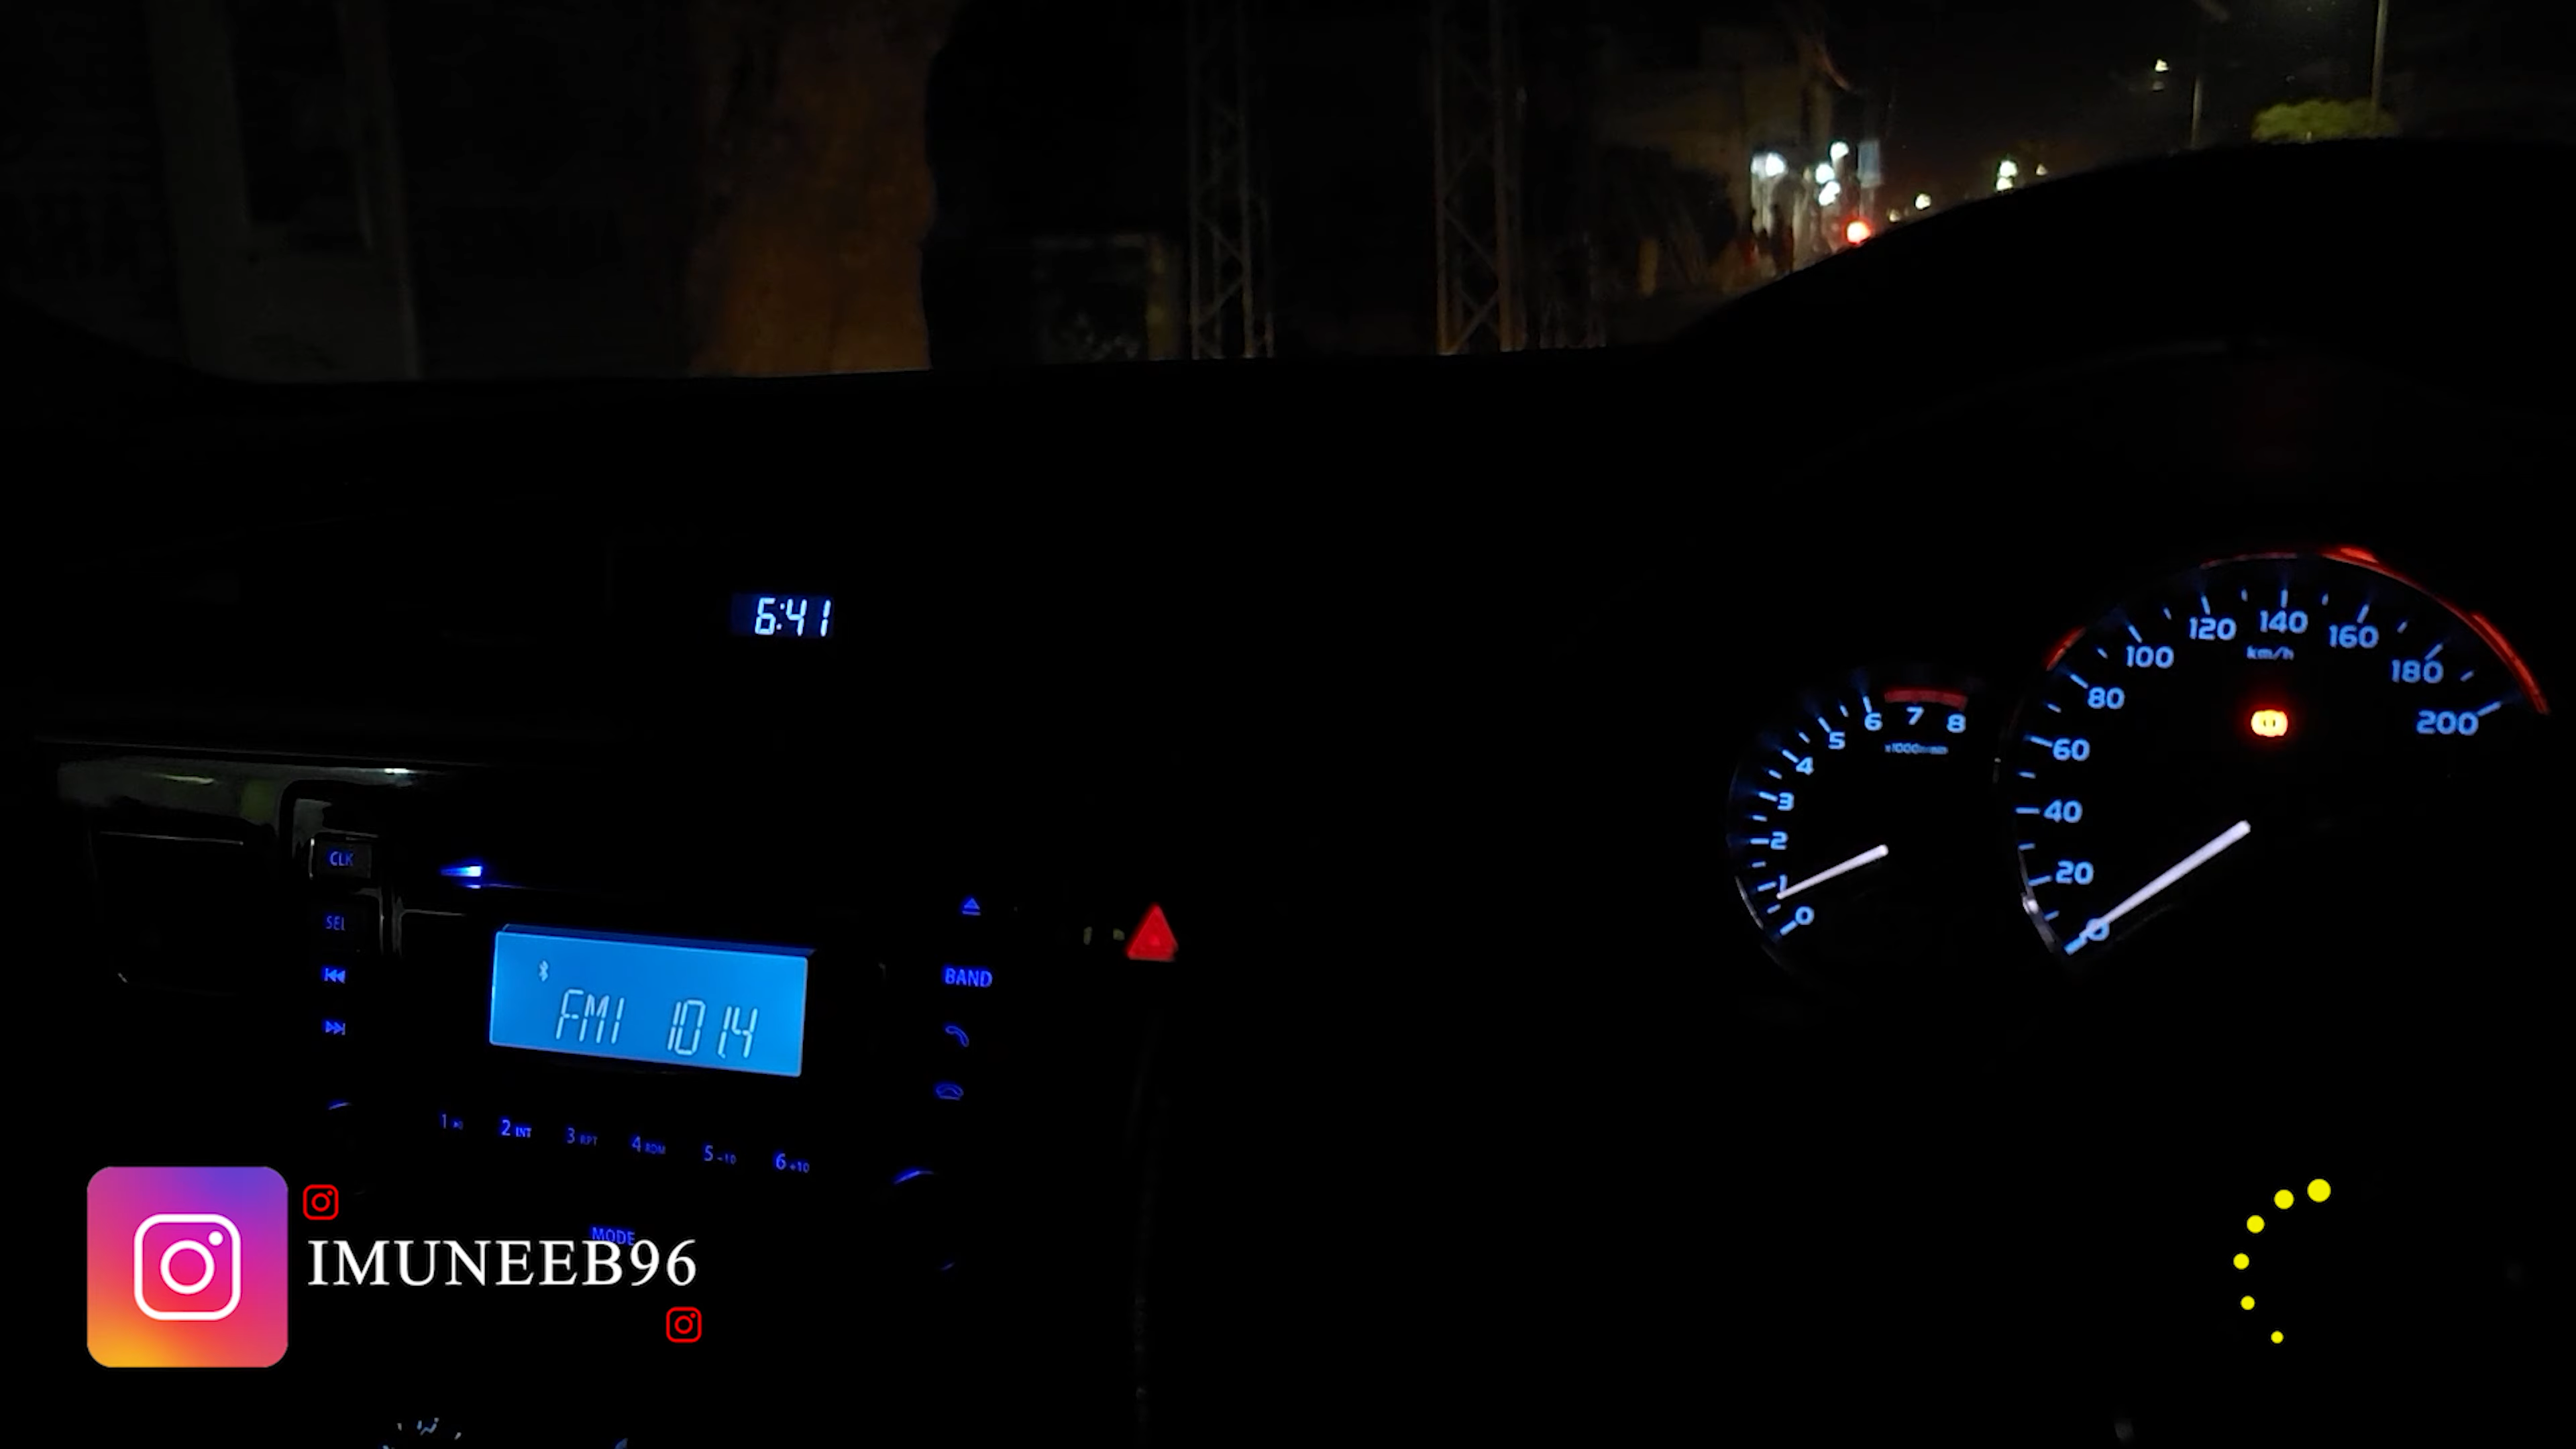 6:41
120 140 160
km/h
100 180
80 200
60
40
20
0
6 7 8
5
4
3
2
1
0
CLK
SEL
BAND
FM1 101.4
1
2 INT
3 RPT
4 RDM
5 -10
6 +10
MODE
IMUNEEB96